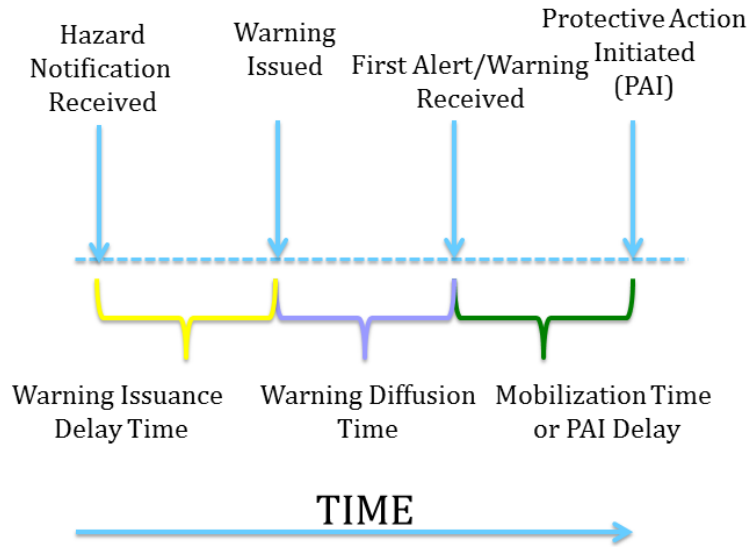 Hazard
Notification
Received
Warning
Issued
First Alert/Warning
Received
Protective Action
Initiated
(PAI)
Warning Issuance
Delay Time
Warning Diffusion
Time
Mobilization Time
or PAI Delay
TIME